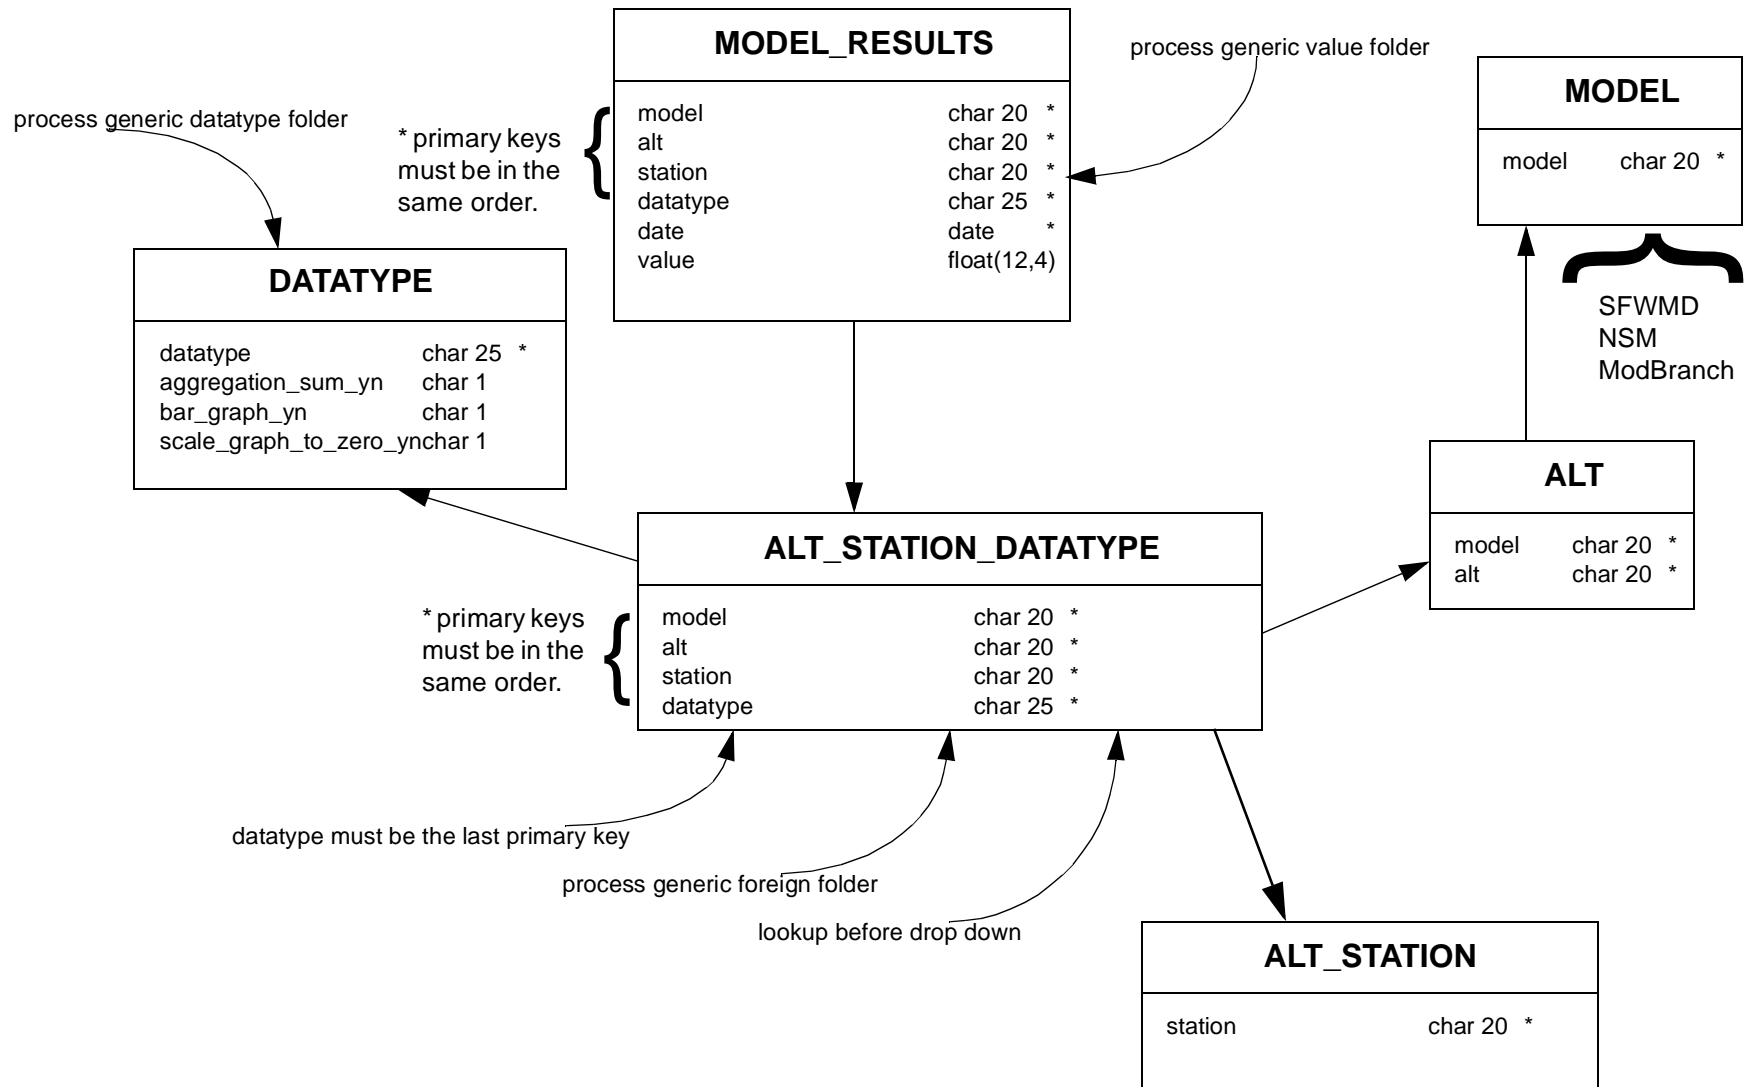 MODEL_RESULTS
process generic value folder
model char 20 *
alt char 20 *
station char 20 *
datatype char 25 *
date date *
value float(12,4)
* primary keys
must be in the
same order.
process generic datatype folder
MODEL
model char 20 *
SFWMD
NSM
ModBranch
DATATYPE
datatype char 25 *
aggregation_sum_yn char 1
bar_graph_yn char 1
scale_graph_to_zero_ynchar 1
ALT
model char 20 *
alt char 20 *
ALT_STATION_DATATYPE
* primary keys
must be in the
same order.
model char 20 *
alt char 20 *
station char 20 *
datatype char 25 *
datatype must be the last primary key
process generic foreign folder
lookup before drop down
ALT_STATION
station char 20 *